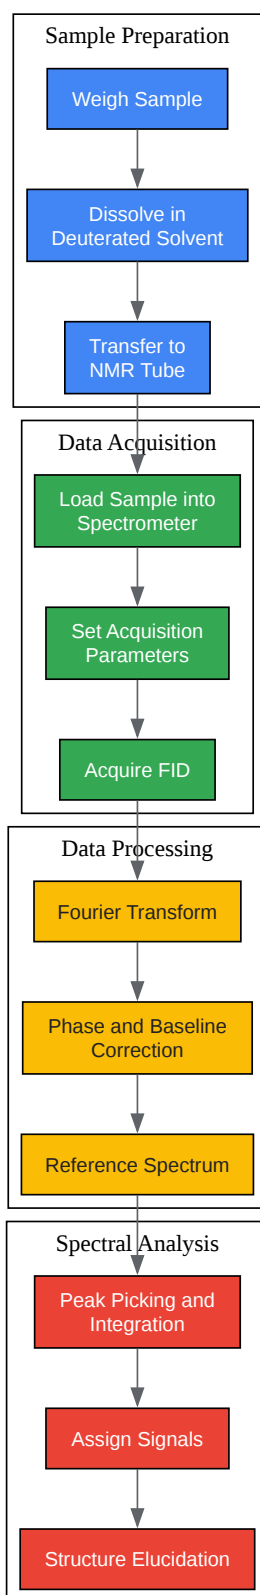 Sample Preparation
Weigh Sample
Dissolve in
Deuterated Solvent
Transfer to
NMR Tube
Data Acquisition
Load Sample into
Spectrometer
Set Acquisition
Parameters
Acquire FID
Data Processing
Fourier Transform
Phase and Baseline
Correction
Reference Spectrum
Spectral Analysis
Peak Picking and
Integration
Assign Signals
Structure Elucidation